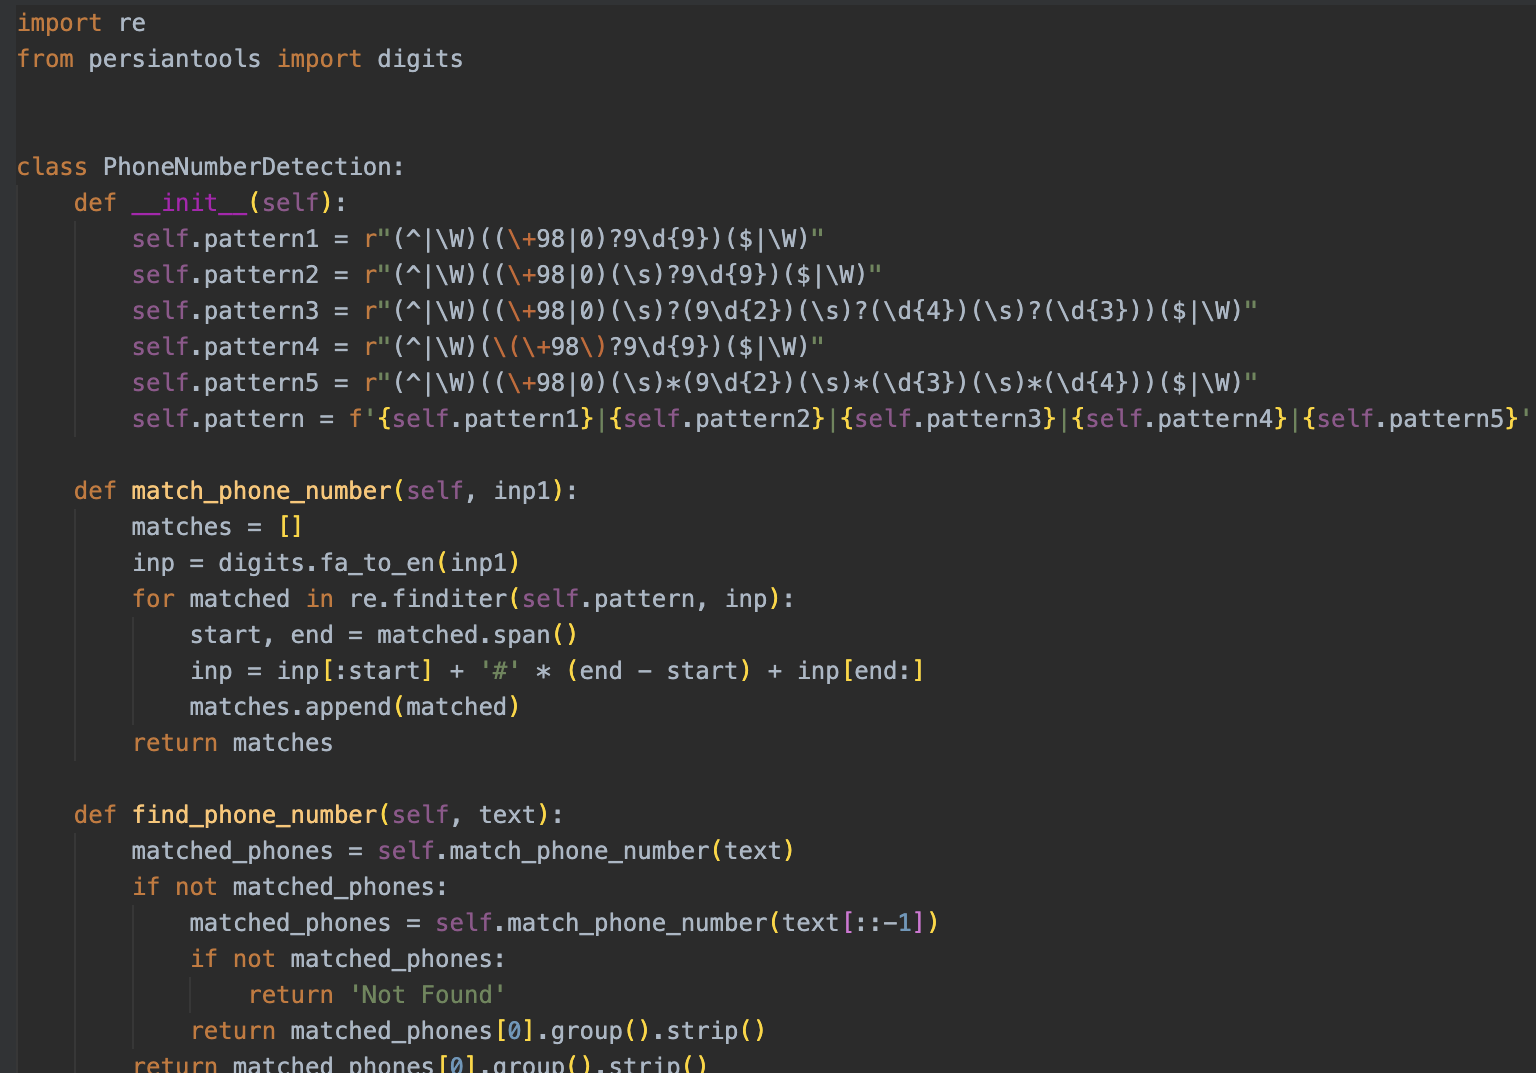 import re
from persiantools import digits
class PhoneNumberDetection:
    def __init__(self):
        self.pattern1 = r"(^|\W)((\+98|0)?9\d{9})($|\W)"
        self.pattern2 = r"(^|\W)((\+98|0)(\s)?9\d{9})($|\W)"
        self.pattern3 = r"(^|\W)((\+98|0)(\s)?(9\d{2})(\s)?(\d{4})(\s)?(\d{3}))($|\W)"
        self.pattern4 = r"(^|\W)(\(\+98\)?9\d{9})($|\W)"
        self.pattern5 = r"(^|\W)((\+98|0)(\s)*(9\d{2})(\s)*(\d{3})(\s)*(\d{4}))($|\W)"
        self.pattern = f'{self.pattern1}|{self.pattern2}|{self.pattern3}|{self.pattern4}|{self.pattern5}'
    def match_phone_number(self, inp1):
        matches = []
        inp = digits.fa_to_en(inp1)
        for matched in re.finditer(self.pattern, inp):
            start, end = matched.span()
            inp = inp[:start] + '#' * (end - start) + inp[end:]
            matches.append(matched)
        return matches
    def find_phone_number(self, text):
        matched_phones = self.match_phone_number(text)
        if not matched_phones:
            matched_phones = self.match_phone_number(text[::-1])
            if not matched_phones:
                return 'Not Found'
            return matched_phones[0].group().strip()
        return matched_phones[0].group().strip()